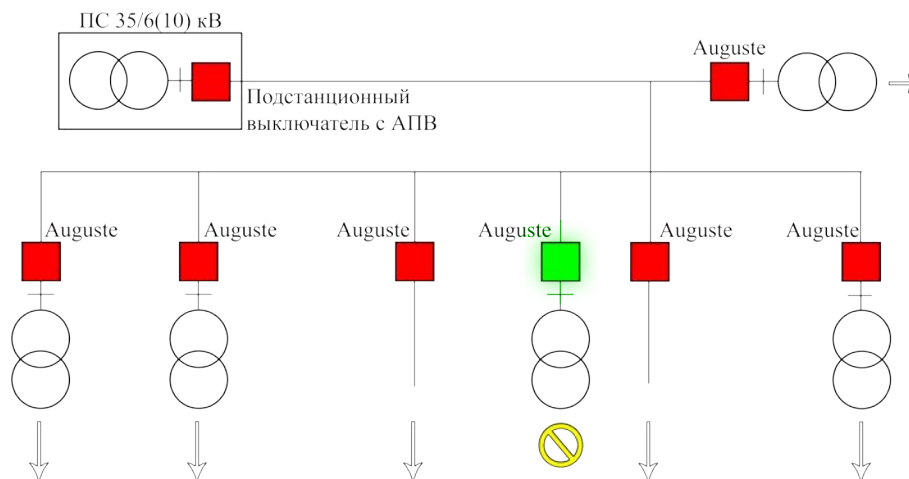 ПС 35/6(10) кВ
Auguste
Подстанционный
выключатель с АПВ
Auguste
Auguste
Auguste
Auguste
Auguste
Auguste